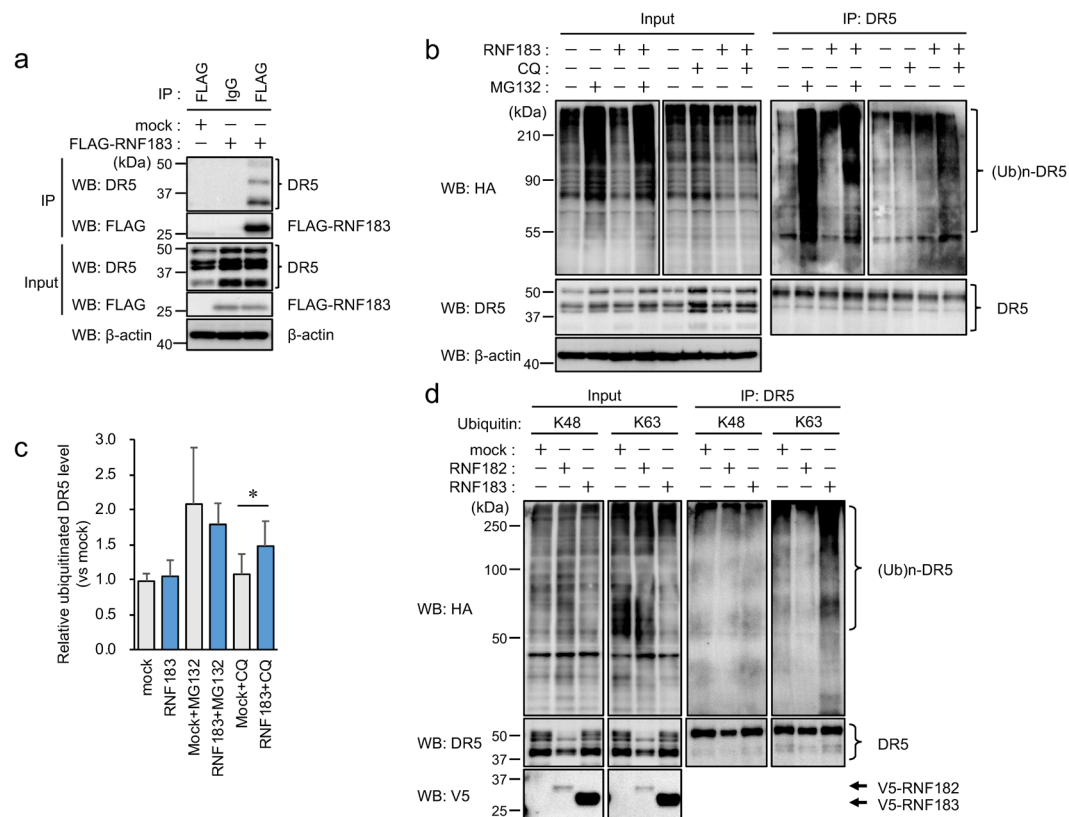 a
IP : FLAG IgG FLAG
mock : + − −
FLAG-RNF183 : − + +
(kDa)
IP
WB: DR5 50 37 DR5
WB: FLAG 25 FLAG-RNF183
Input
WB: DR5 50 37 DR5
WB: FLAG 25 FLAG-RNF183
WB: β-actin 40 β-actin
b
Input IP: DR5
RNF183 : − − + + − − + + − − + + − − + +
CQ : − − − − − + − + − − − − − + − +
MG132 : − + − + − − − − − + − + − − − −
(kDa)
210
WB: HA 90 (Ub)n-DR5
55
WB: DR5 50 37 DR5
WB: β-actin 40
c
Relative ubiquitinated DR5 level
(vs mock)
3.0
2.5
2.0
1.5
1.0
0.5
0.0
*
mock
RNF183
Mock+MG132
RNF183+MG132
Mock+CQ
RNF183+CQ
d
Input IP: DR5
Ubiquitin: K48 K63 K48 K63
mock : + − − + − − + − − + − −
RNF182 : − + − − + − − + − − + −
RNF183 : − − + − − + − − + − − +
(kDa)
250
100 (Ub)n-DR5
WB: HA
50
WB: DR5 50 37 DR5
WB: V5 37 25
V5-RNF182
V5-RNF183